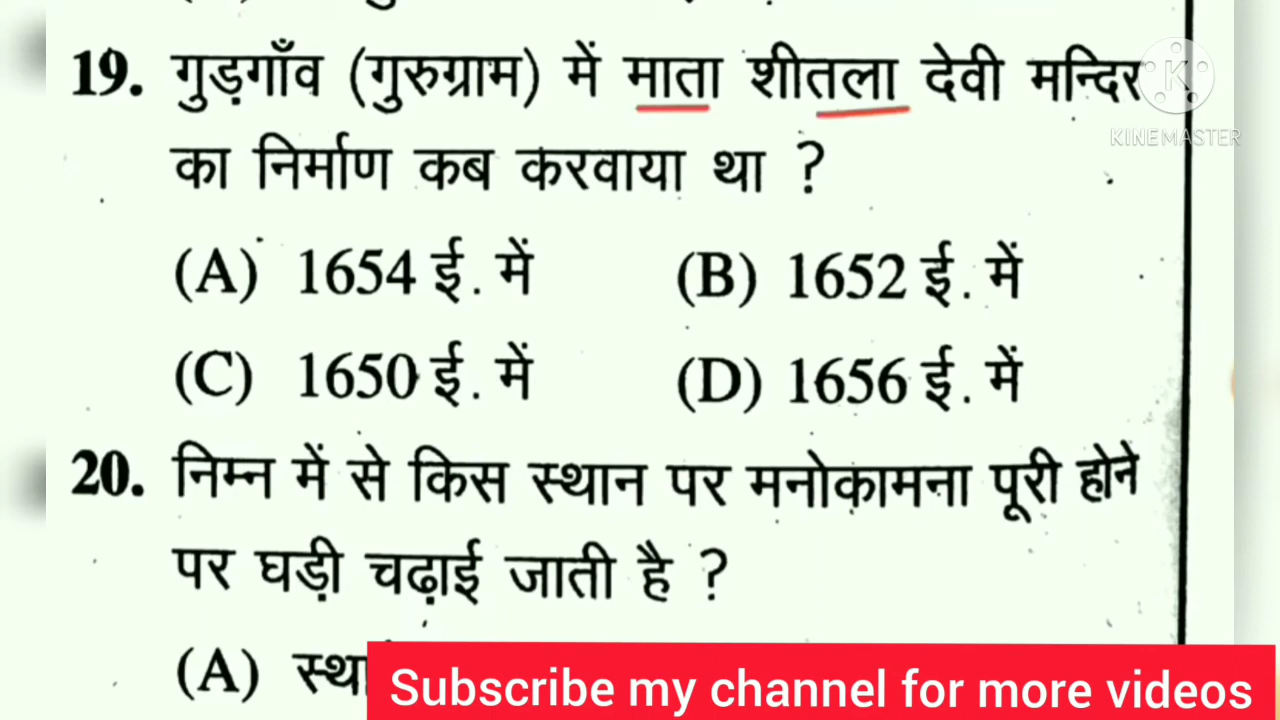 19. गुड़गाँव (गुरुग्राम) में माता शीतला देवी मन्दिर
KINEMASTER
का निर्माण कब करवाया था ?
(A) 1654 ई. में (B) 1652 ई. में
(C) 1650 ई. में (D) 1656 ई. में
20. निम्न में से किस स्थान पर मनोकामना पूरी होने
पर घड़ी चढ़ाई जाती है ?
(A)
Subscribe my channel for more videos